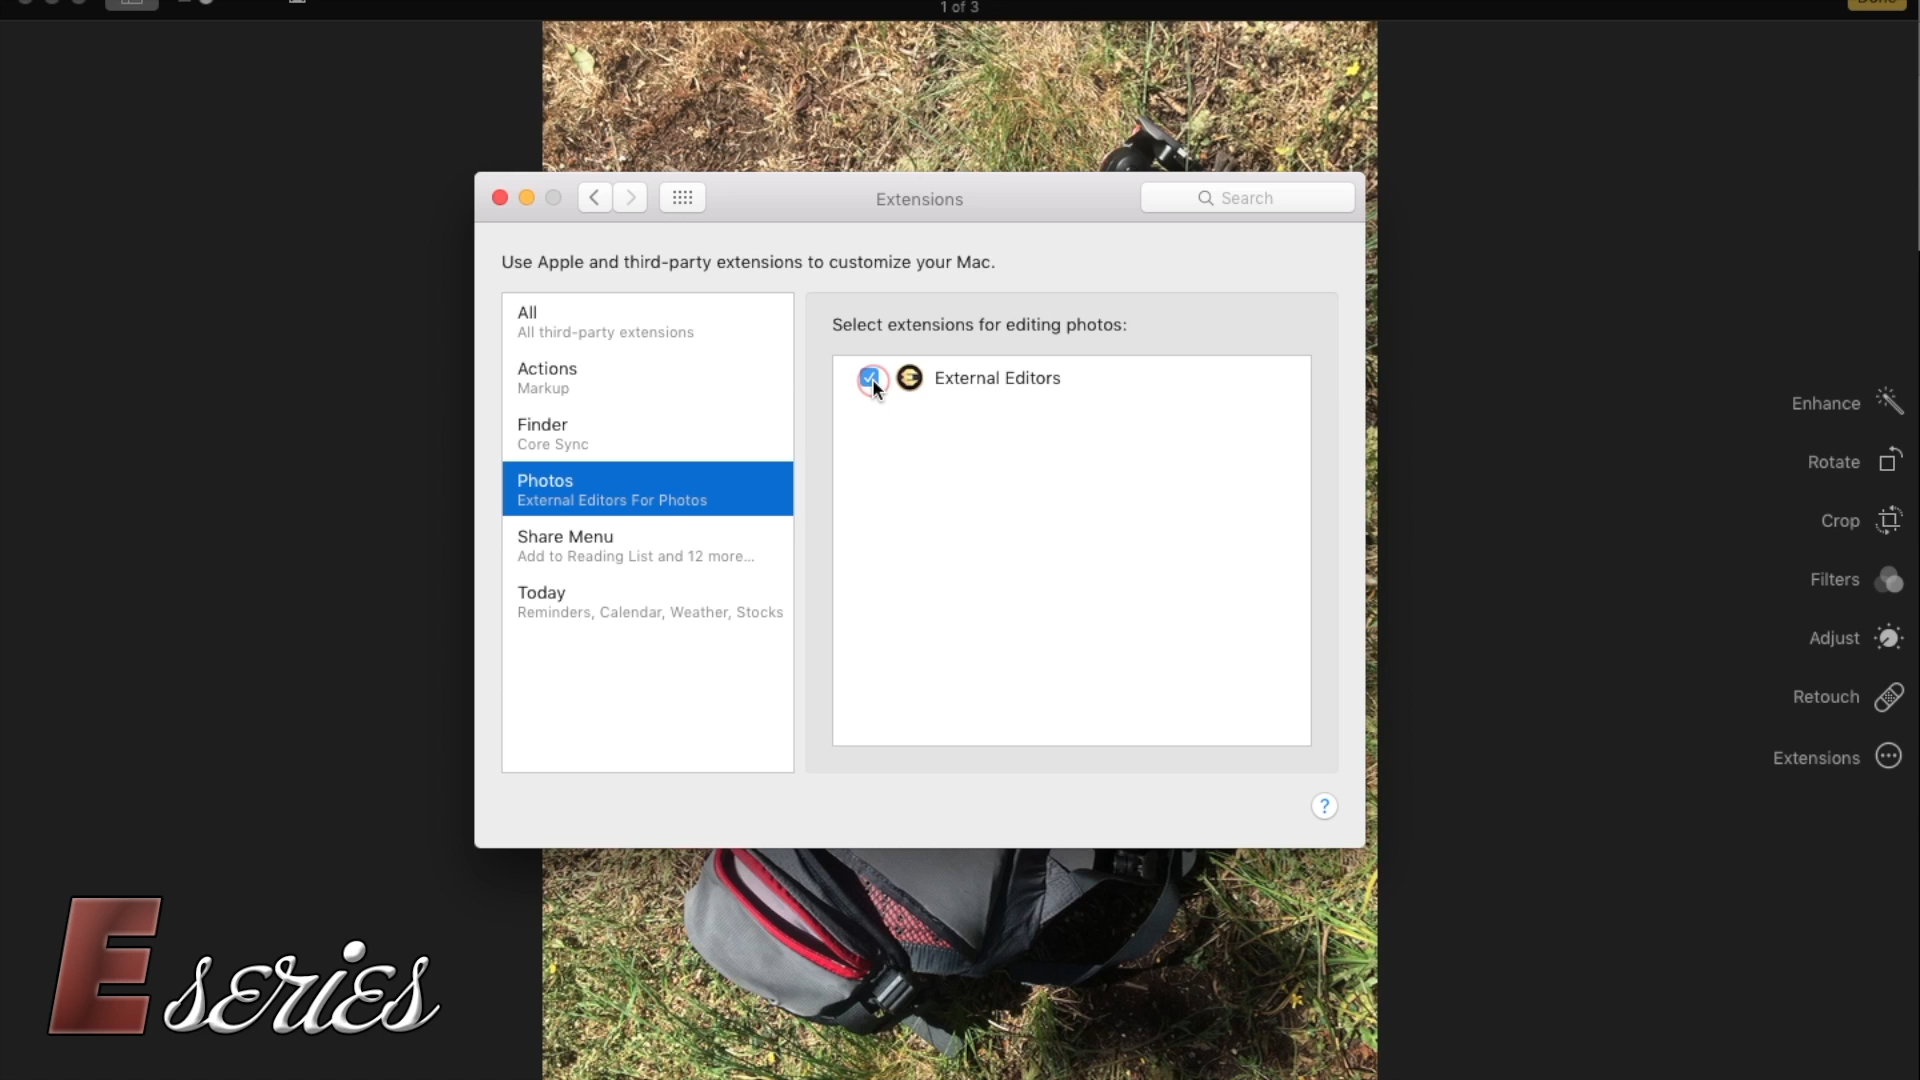 1 of 3
Done
Extensions
Search
Use Apple and third-party extensions to customize your Mac.
All
All third-party extensions
Actions
Markup
Finder
Core Sync
Photos
External Editors For Photos
Share Menu
Add to Reading List and 12 more...
Today
Reminders, Calendar, Weather, Stocks
Select extensions for editing photos:
External Editors
?
Enhance
Rotate
Crop
Filters
Adjust
Retouch
Extensions
E series